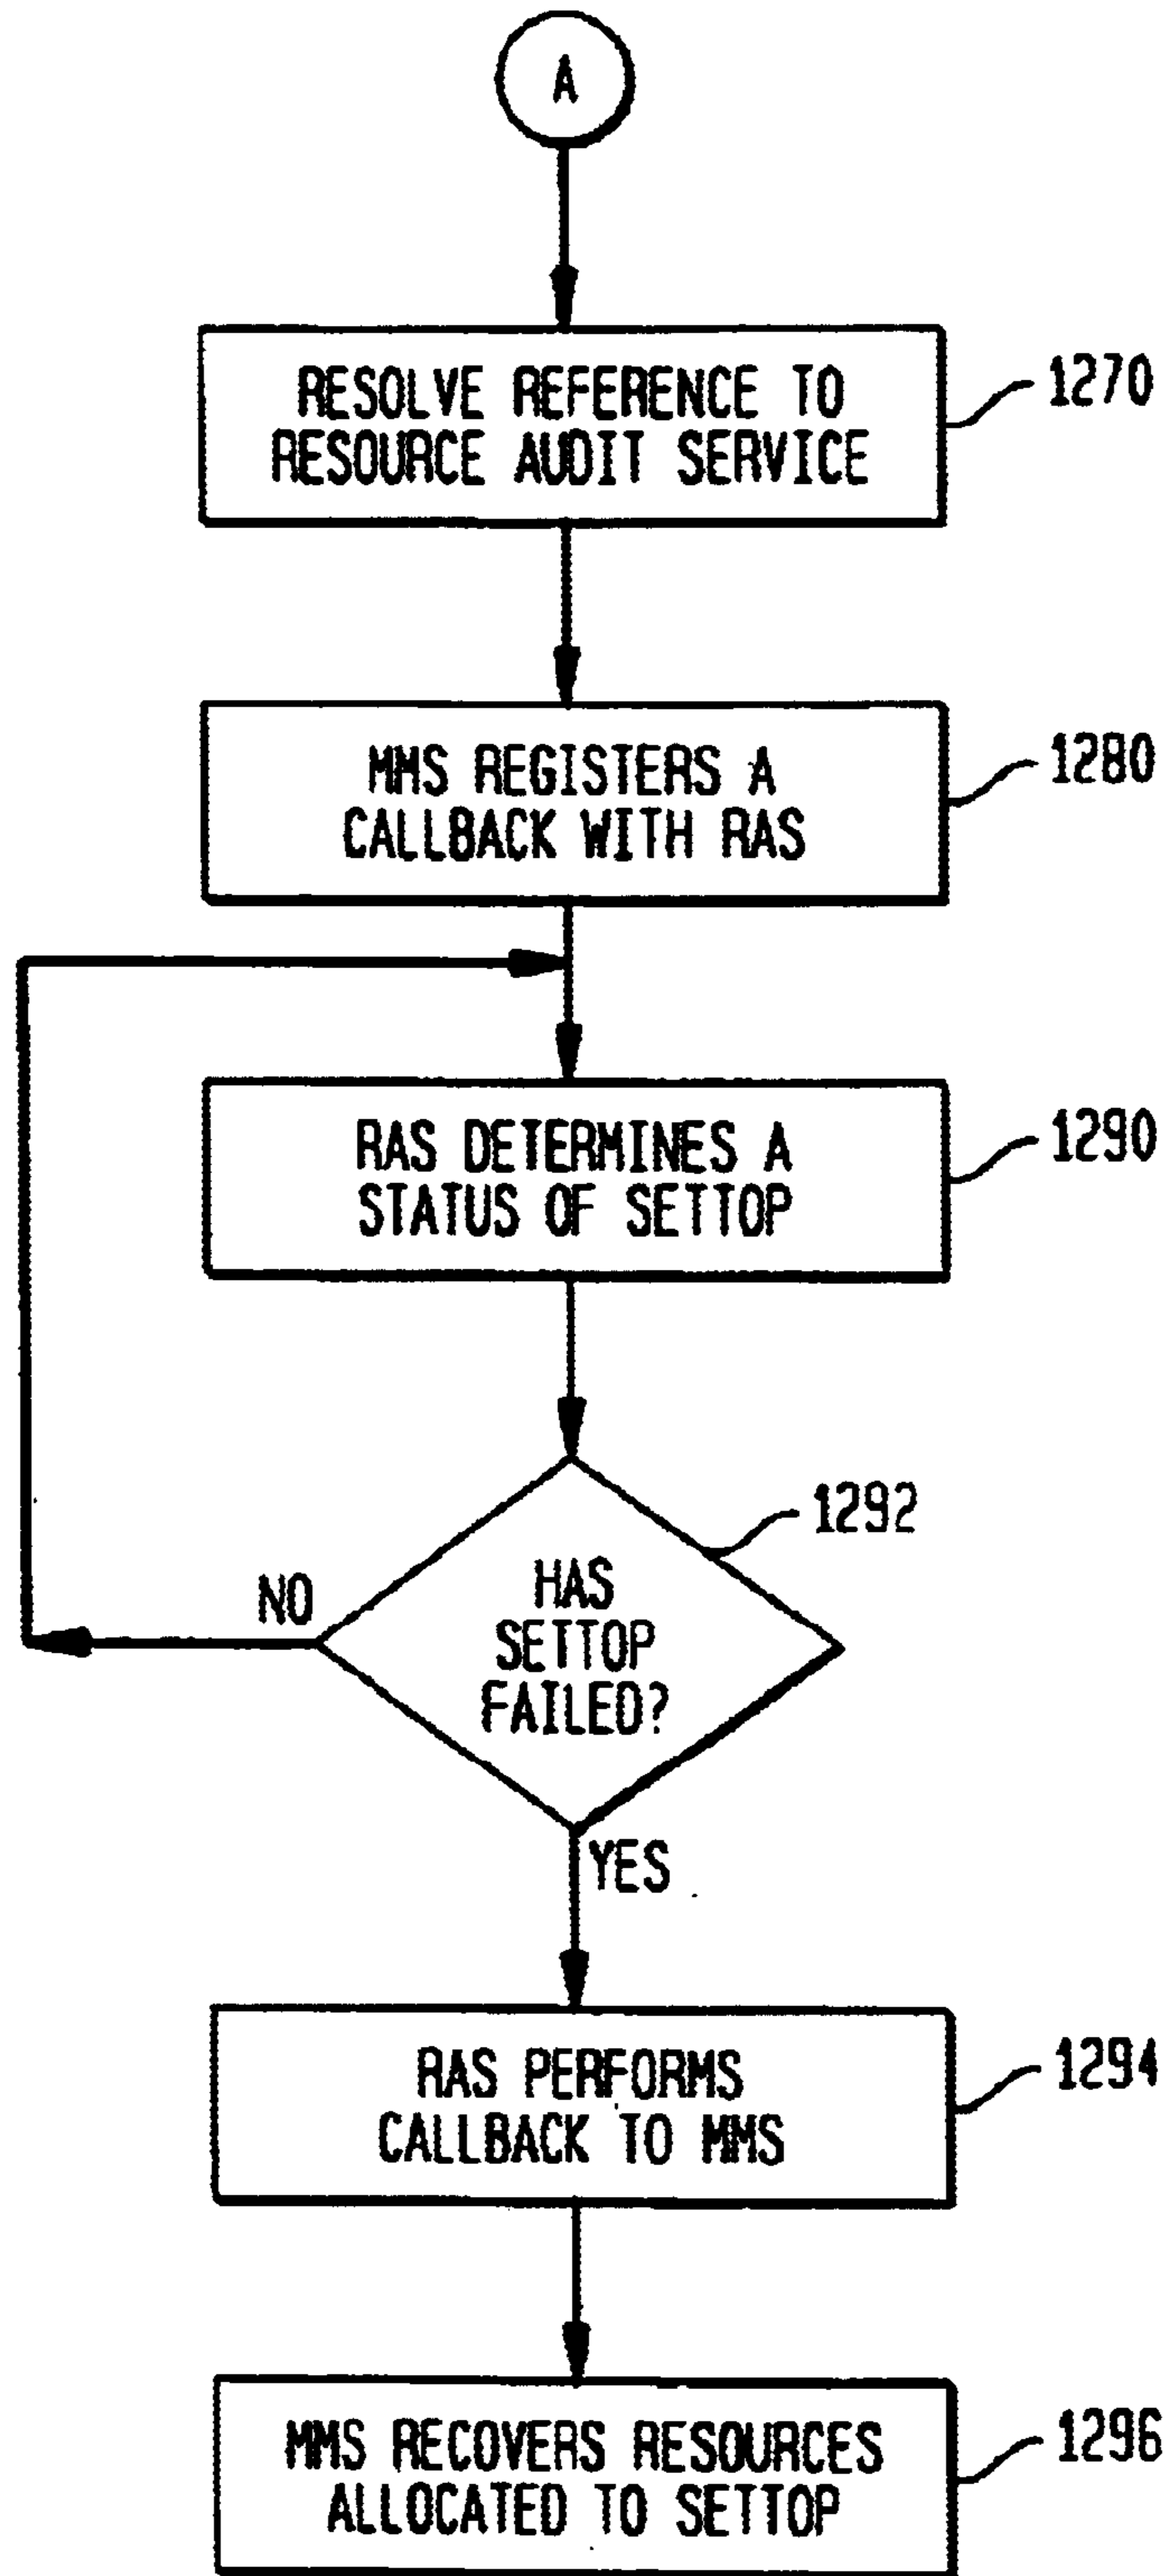 A
RESOLVE REFERENCE TO
RESOURCE AUDIT SERVICE
1270
MMS REGISTERS A
CALLBACK WITH RAS
1280
RAS DETERMINES A
STATUS OF SETTOP
1290
1292
HAS
SETTOP
FAILED?
NO
YES
RAS PERFORMS
CALLBACK TO MMS
1294
MMS RECOVERS RESOURCES
ALLOCATED TO SETTOP
1296